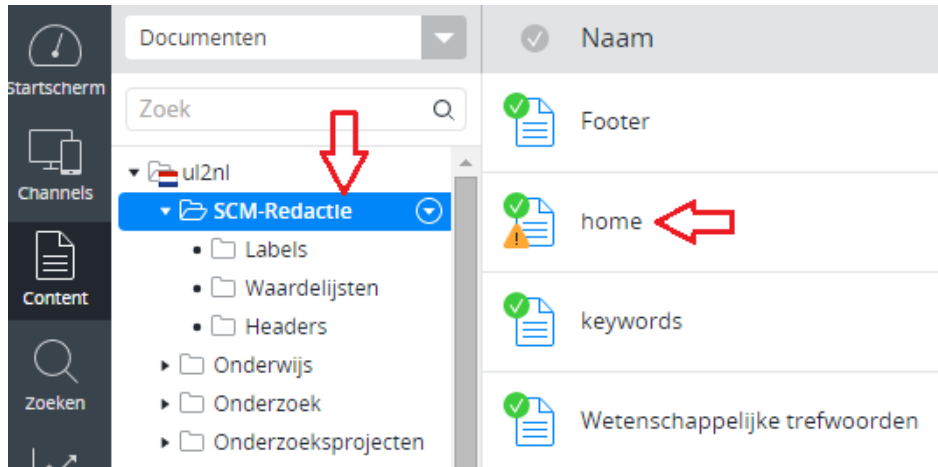 Startscherm
Channels
Content
Zoeken
Documenten
Zoek
ul2nl
SCM-Redactie
Labels
Waardelijsten
Headers
Onderwijs
Onderzoek
Onderzoeksprojecten
Naam
Footer
home
keywords
Wetenschappelijke trefwoorden